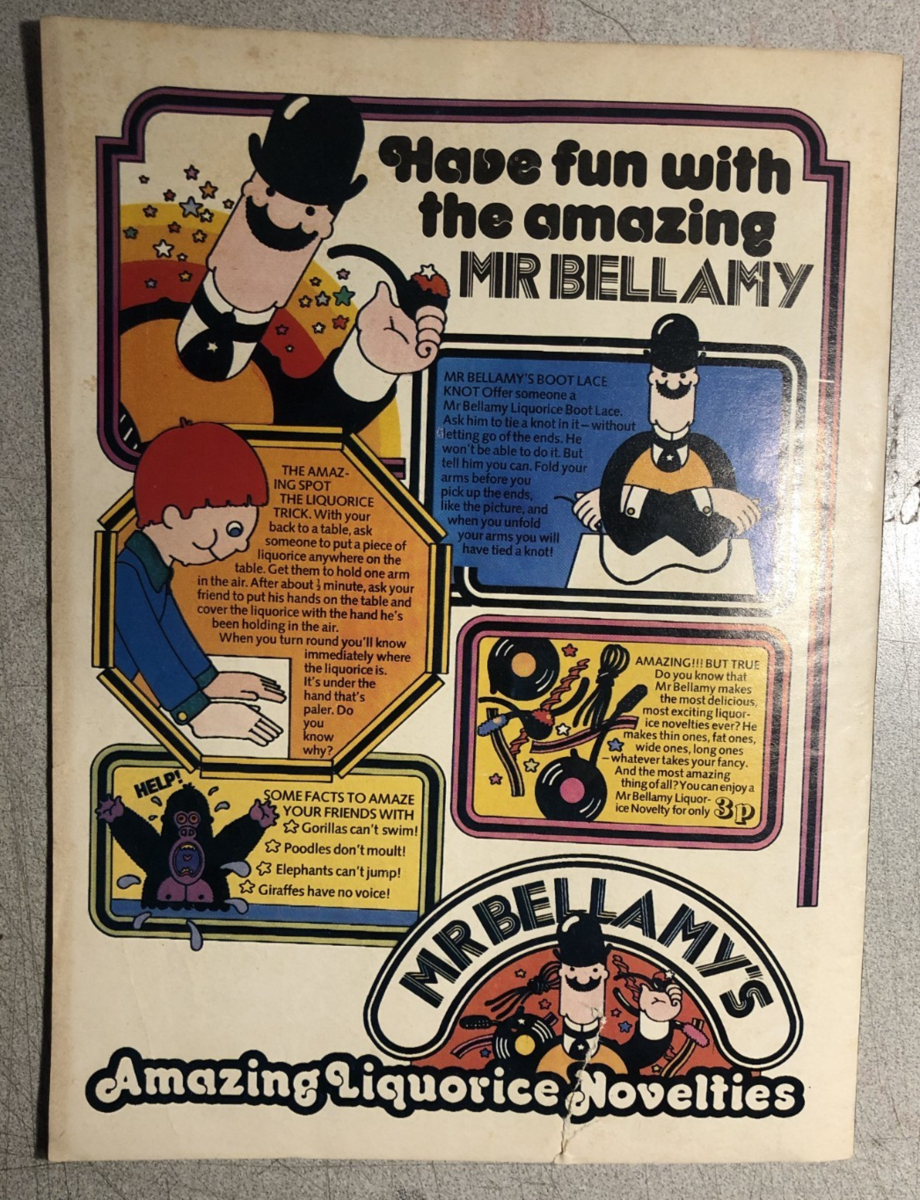 Have fun with
the amazing
MR BELLAMY
MR BELLAMY'S BOOT LACE
KNOT Offer someone a
Mr Bellamy Liquorice Boot Lace.
Ask him to tie a knot in it – without
letting go of the ends. He
won't be able to do it. But
tell him you can. Fold your
arms before you
pick up the ends,
like the picture, and
when you unfold
your arms you will
have tied a knot!
THE AMAZ-
ING SPOT
THE LIQUORICE
TRICK. With your
back to a table, ask
someone to put a piece of
liquorice anywhere on the
table. Get them to hold one arm
in the air. After about ½ minute, ask your
friend to put his hands on the table and
cover the liquorice with the hand he's
been holding in the air.
When you turn round you'll know
immediately where
the liquorice is.
It's under the
hand that's
paler. Do
you
know
why?
AMAZING!!! BUT TRUE
Do you know that
Mr Bellamy makes
the most delicious,
most exciting liquor-
ice novelties ever? He
makes thin ones, fat ones,
wide ones, long ones
– whatever takes your fancy.
And the most amazing
thing of all? You can enjoy a
Mr Bellamy Liquor-
ice Novelty for only 3p
HELP!
SOME FACTS TO AMAZE
YOUR FRIENDS WITH
Gorillas can't swim!
Poodles don't moult!
Elephants can't jump!
Giraffes have no voice!
MR BELLAMY'S
Amazing Liquorice Novelties